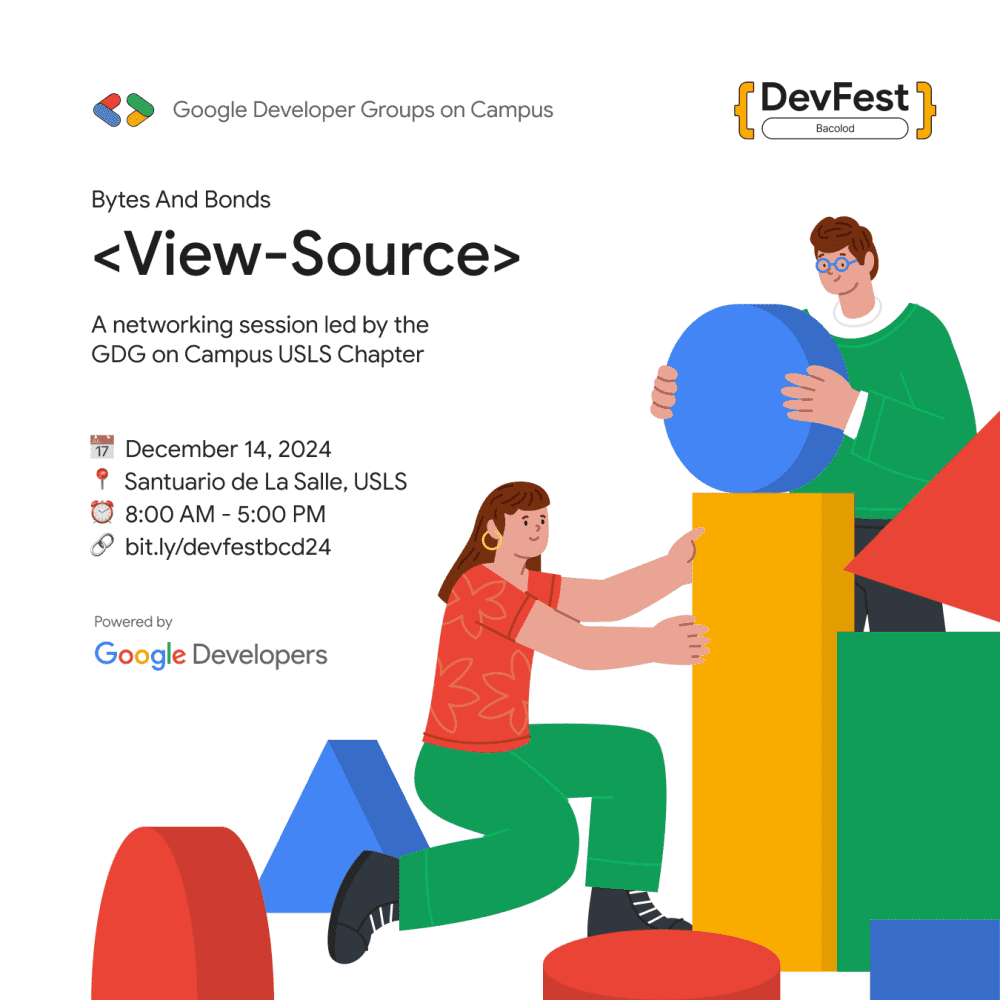 Google Developer Groups on Campus
DevFest
Bacolod
Bytes And Bonds
<View-Source>
A networking session led by the
GDG on Campus USLS Chapter
17
December 14, 2024
Santuario de La Salle, USLS
8:00 AM - 5:00 PM
bit.ly/devfestbcd24
Powered by
Google Developers